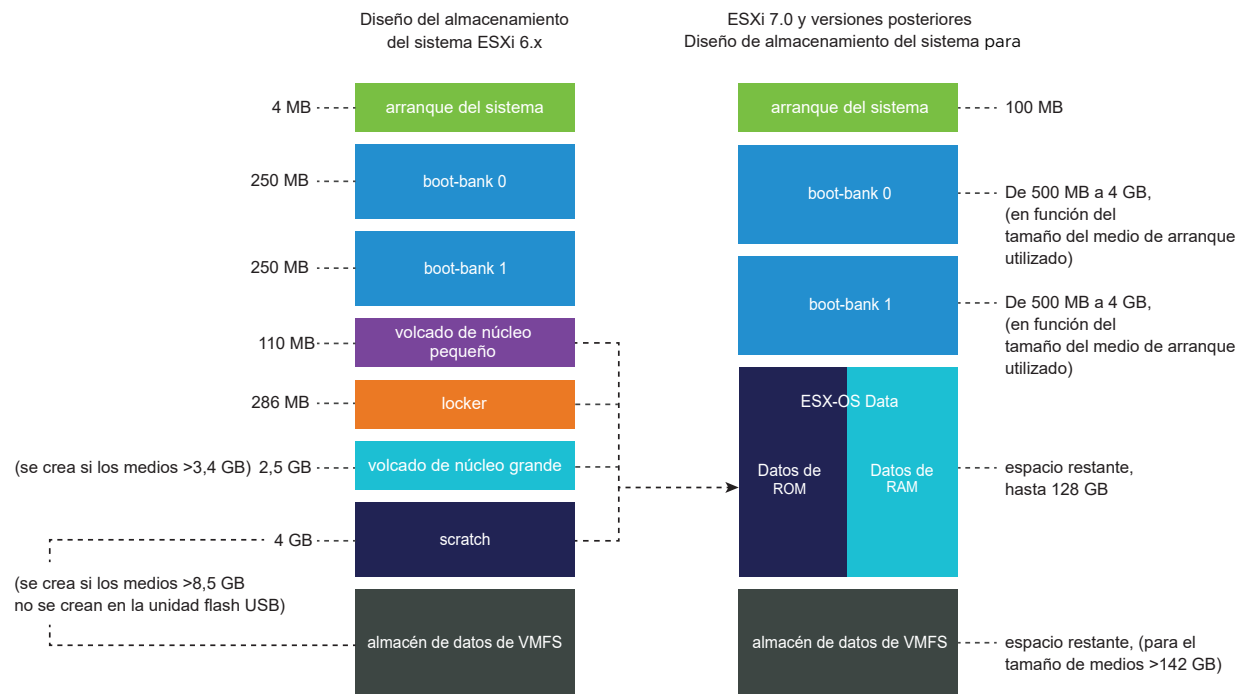 Diseño del almacenamiento
del sistema ESXi 6.x
4 MB
arranque del sistema
250 MB
boot-bank 0
250 MB
boot-bank 1
110 MB
volcado de núcleo
pequeño
286 MB
locker
(se crea si los medios >3,4 GB) 2,5 GB
volcado de núcleo grande
4 GB
scratch
(se crea si los medios >8,5 GB
no se crean en la unidad flash USB)
almacén de datos de VMFS
ESXi 7.0 y versiones posteriores
Diseño de almacenamiento del sistema para
arranque del sistema
100 MB
boot-bank 0
De 500 MB a 4 GB,
(en función del
tamaño del medio de arranque
utilizado)
boot-bank 1
De 500 MB a 4 GB,
(en función del
tamaño del medio de arranque
utilizado)
ESX-OS Data
Datos de
ROM
Datos de
RAM
espacio restante,
hasta 128 GB
almacén de datos de VMFS
espacio restante, (para el
tamaño de medios >142 GB)